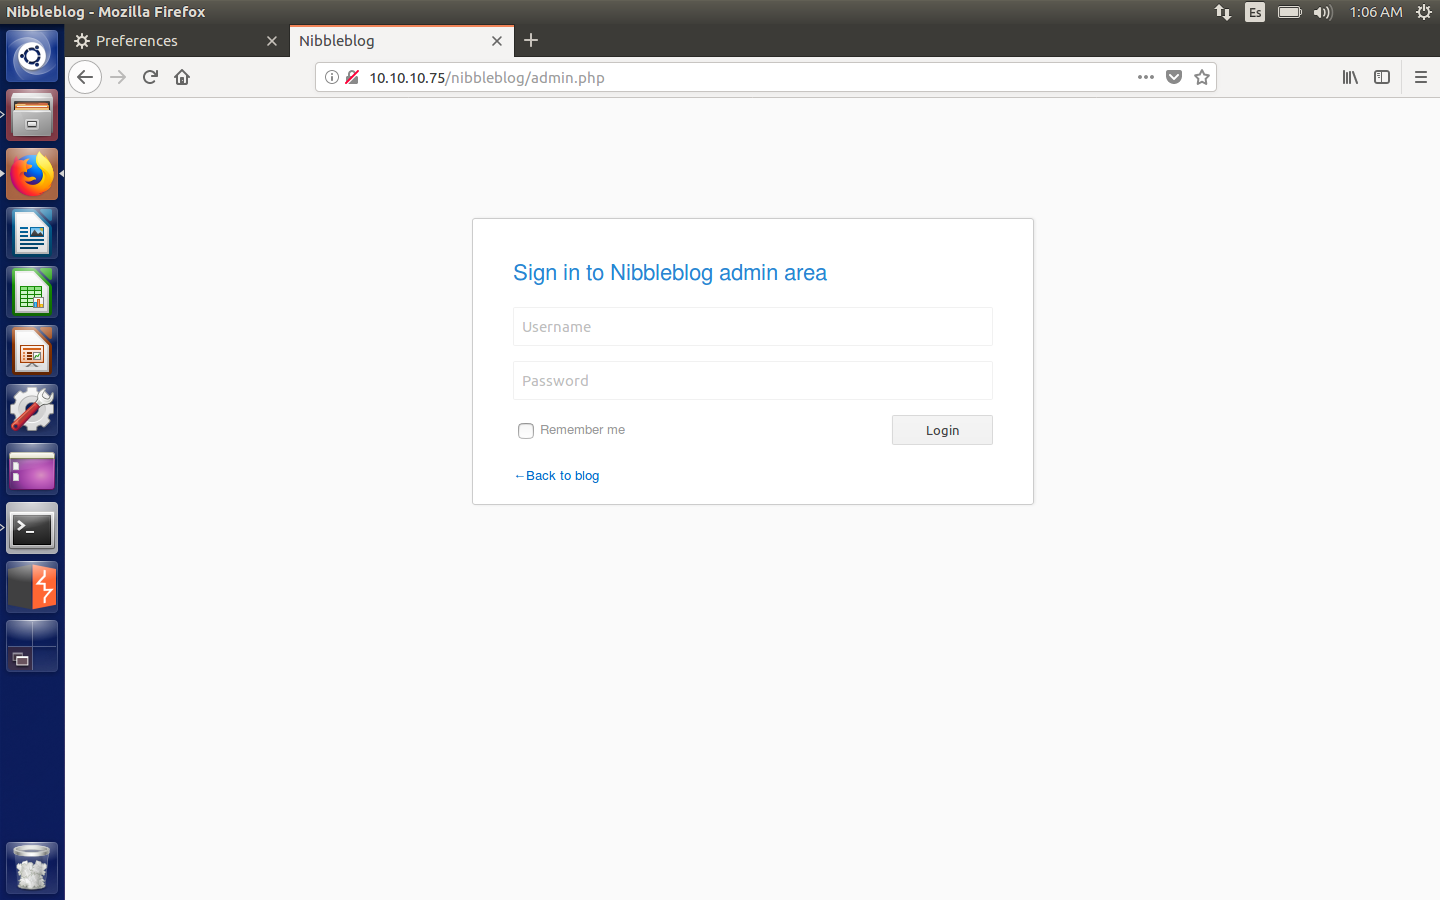 Nibbleblog - Mozilla Firefox
Es
1:06 AM
Preferences
Nibbleblog
10.10.10.75/nibbleblog/admin.php
Sign in to Nibbleblog admin area
Username
Password
Remember me
Login
←Back to blog